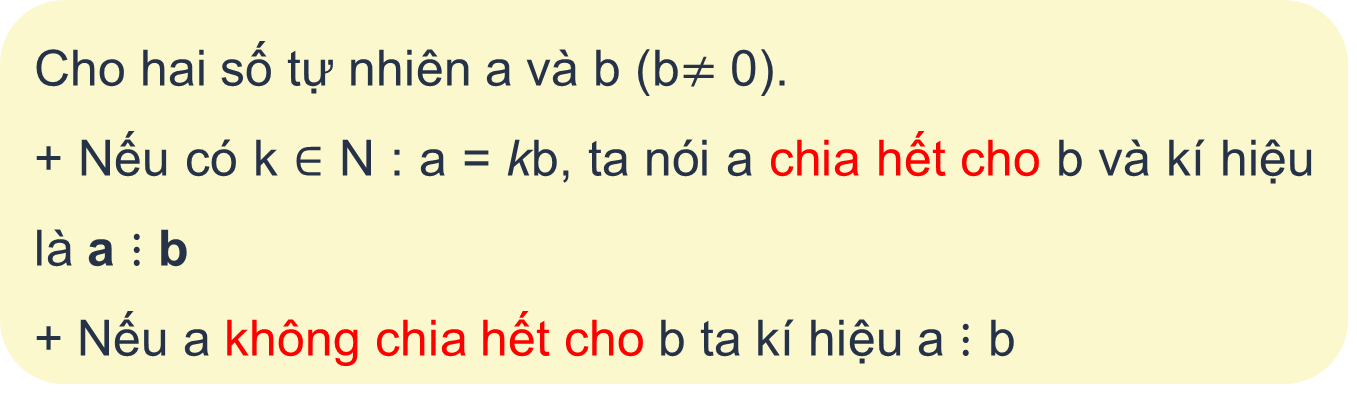 Cho hai số tự nhiên a và b (b≠ 0).
+ Nếu có k ∈ N : a = kb, ta nói a chia hết cho b và kí hiệu
là a ⋮ b
+ Nếu a không chia hết cho b ta kí hiệu a ⋮ b